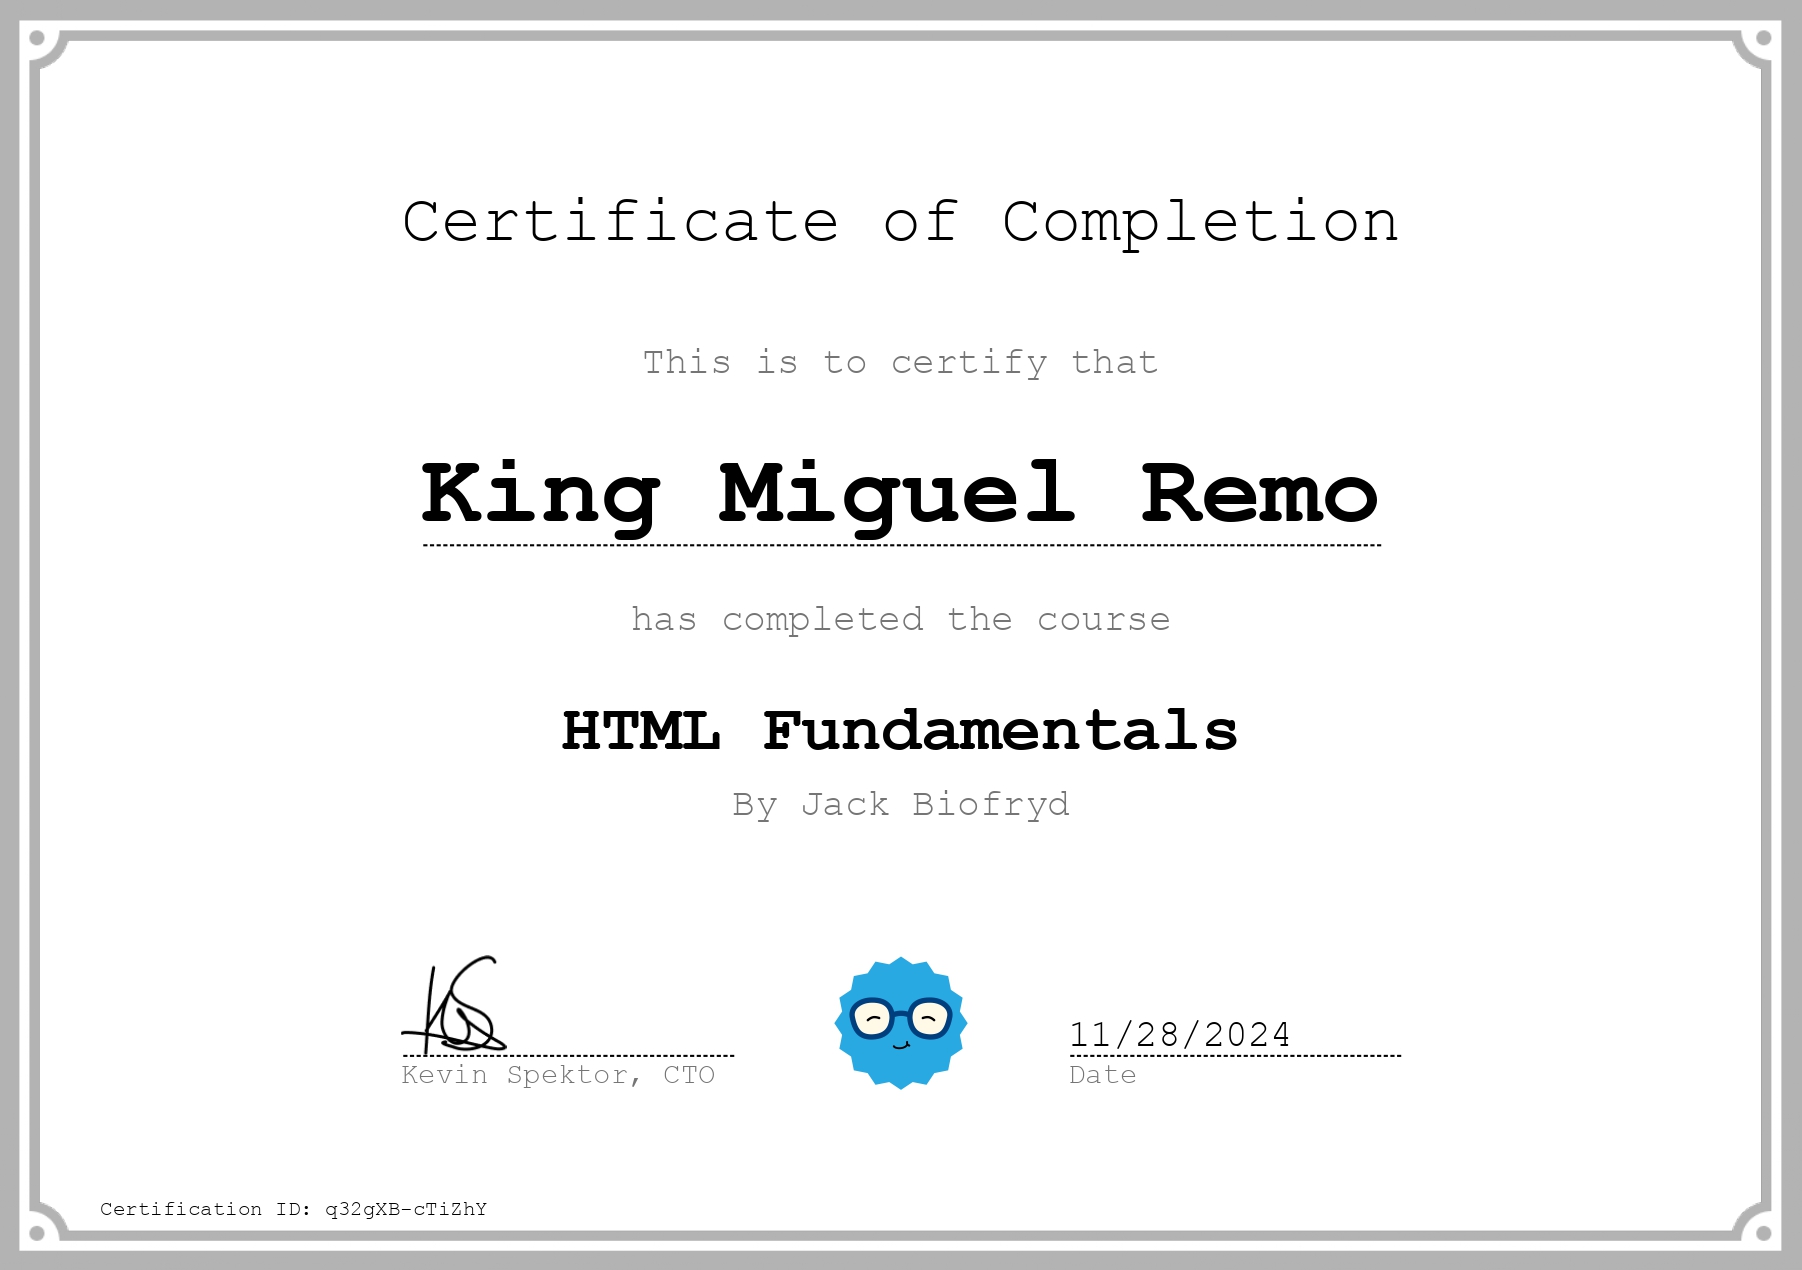 Certificate of Completion
This is to certify that
King Miguel Remo
has completed the course
HTML Fundamentals
By Jack Biofryd
11/28/2024
Kevin Spektor, CTO
Date
Certification ID: q32gXB-cTiZhY